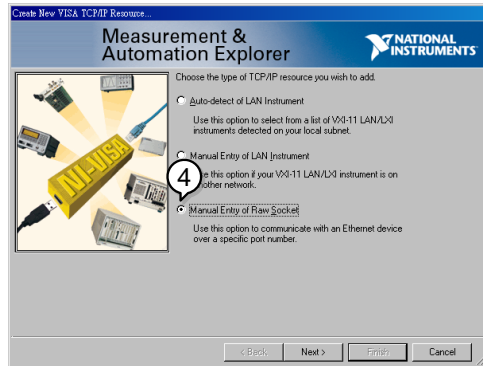 Create New VISA TCP/IP Resource...
Measurement &
Automation Explorer
NATIONAL
INSTRUMENTS
Choose the type of TCP/IP resource you wish to add.
Auto-detect of LAN Instrument
Use this option to select from a list of VXI-11 LAN/LXI
instruments detected on your local subnet.
Manual Entry of LAN Instrument
this option if your VXI-11 LAN/LXI instrument is on
network.
4
Manual Entry of Raw Socket
Use this option to communicate with an Ethernet device
over a specific port number.
NI-VISA
< Back
Next >
Finish
Cancel